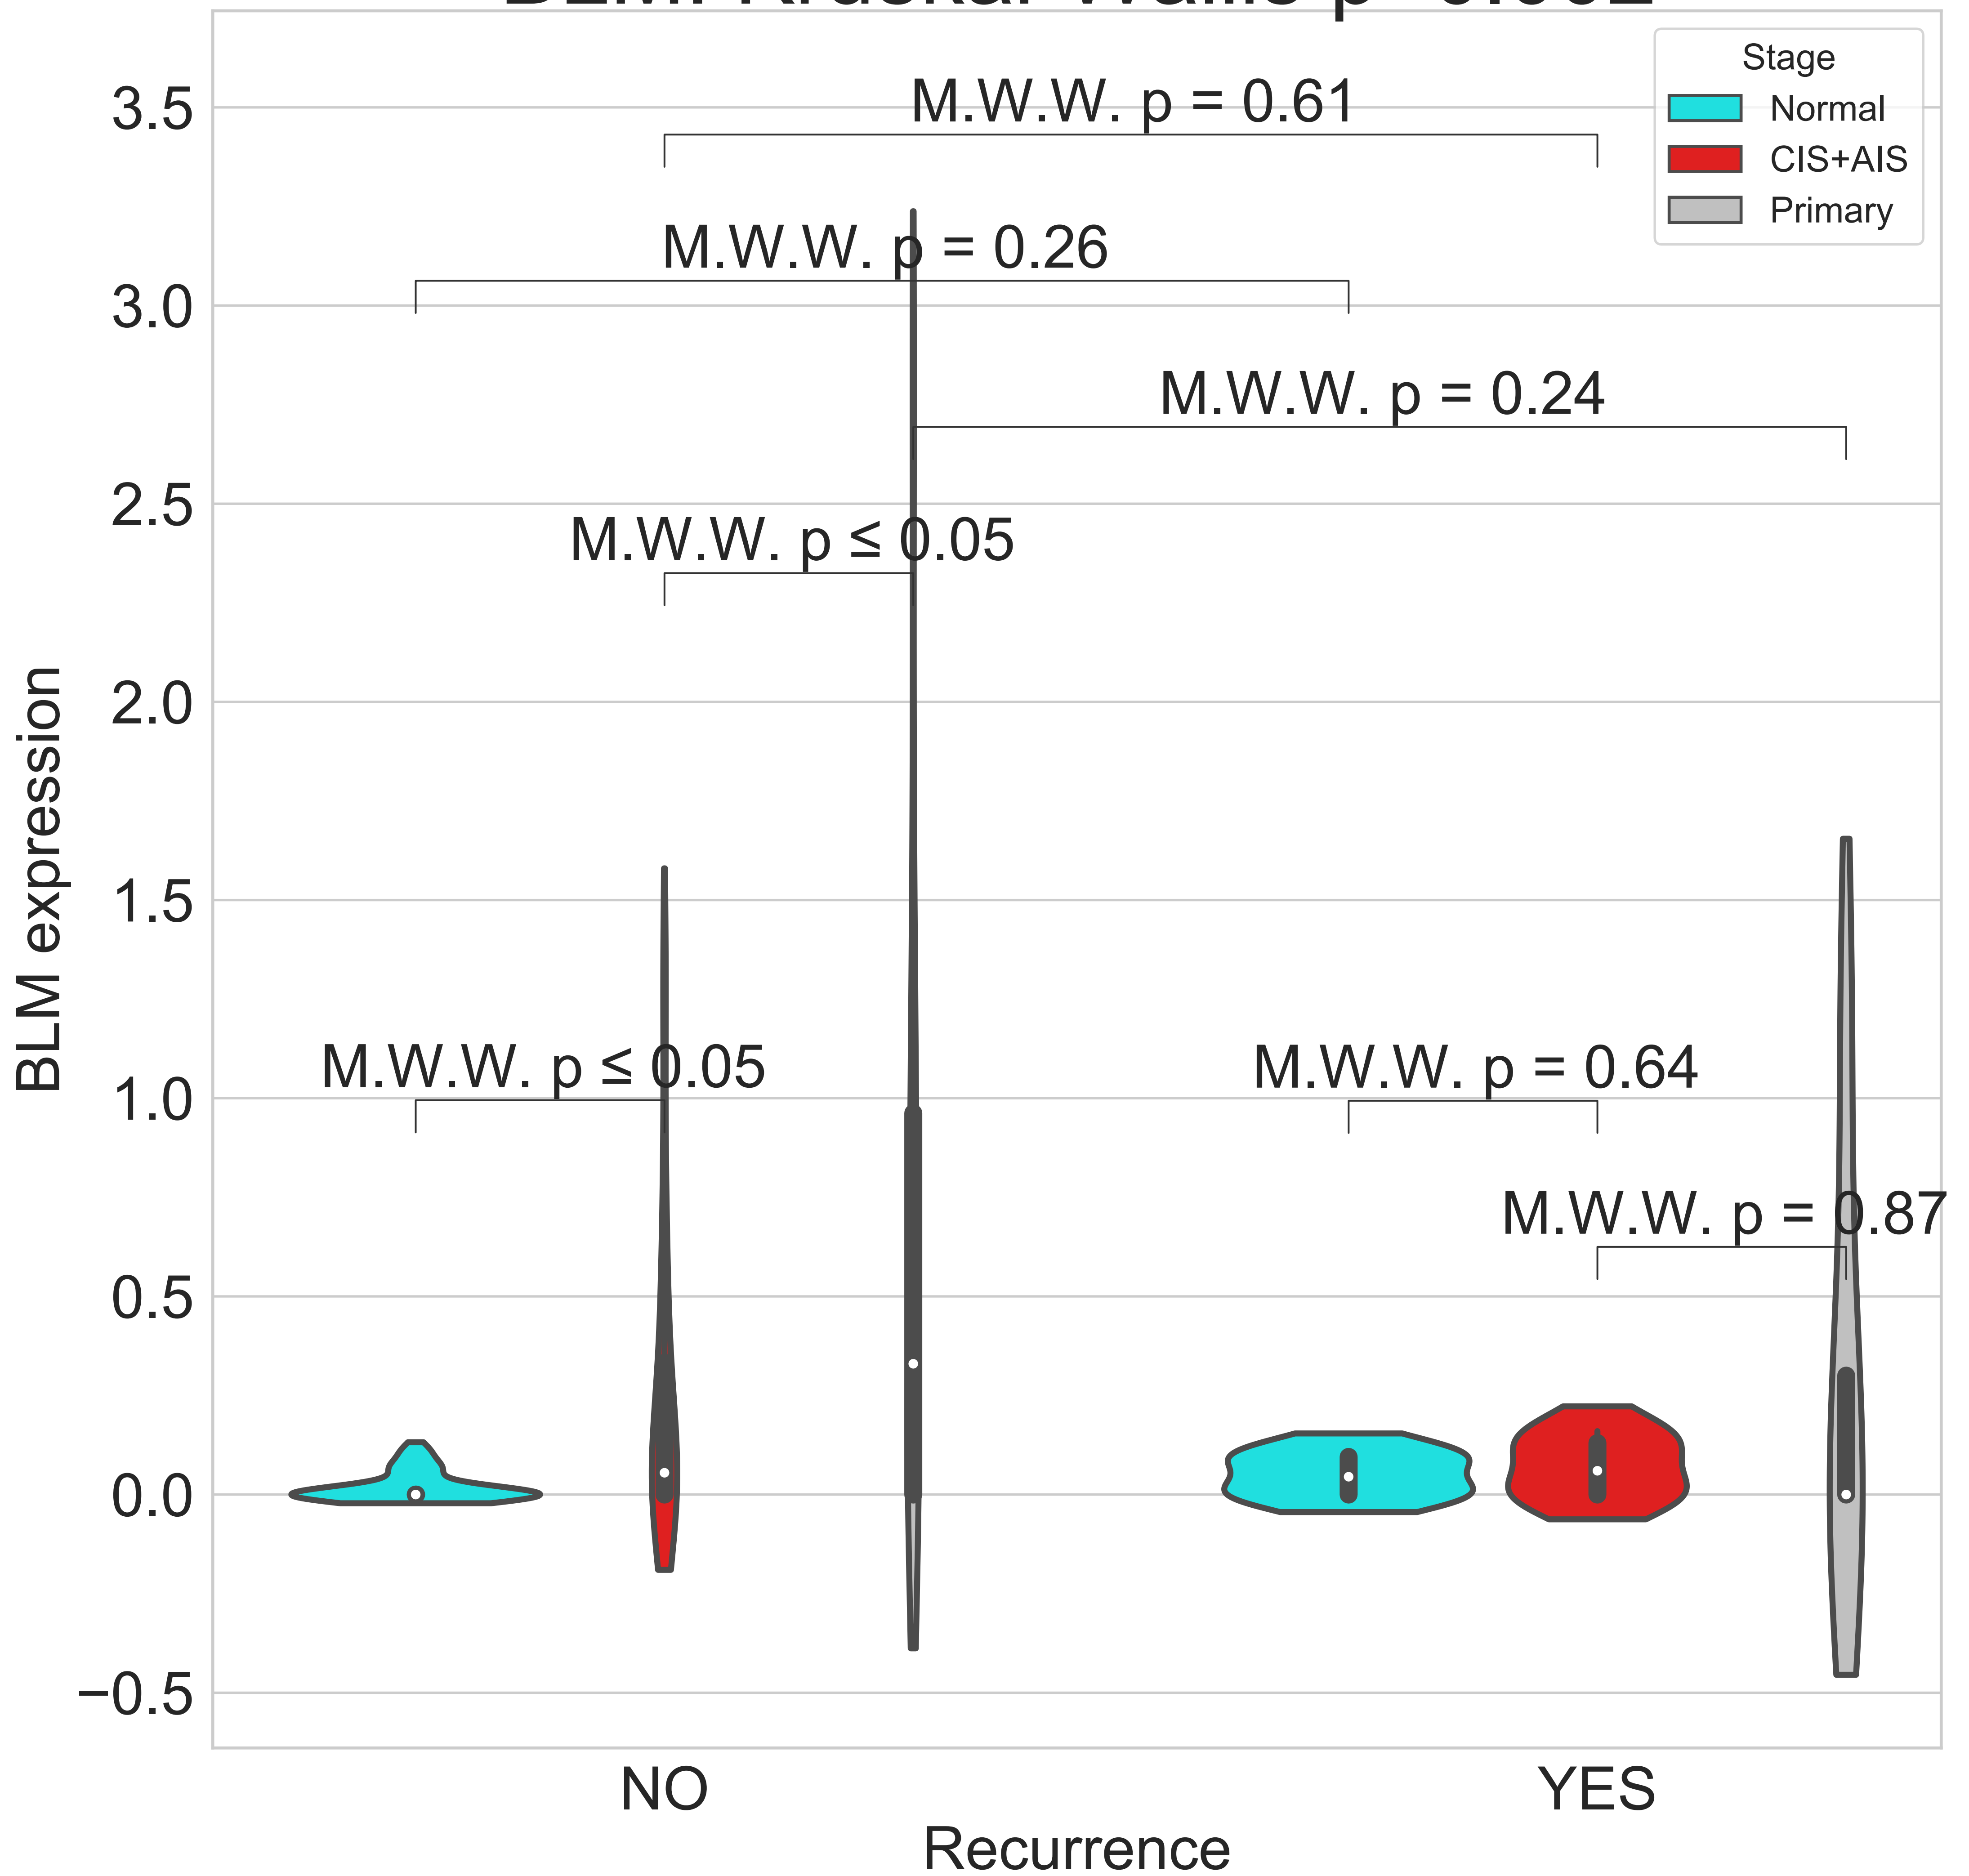 Stage
Normal
CIS+AIS
Primary
M.W.W. p = 0.61
M.W.W. p = 0.26
M.W.W. p = 0.24
M.W.W. p ≤ 0.05
M.W.W. p ≤ 0.05
M.W.W. p = 0.64
M.W.W. p = 0.87
3.5
3.0
2.5
2.0
1.5
1.0
0.5
0.0
−0.5
BLM expression
NO
YES
Recurrence